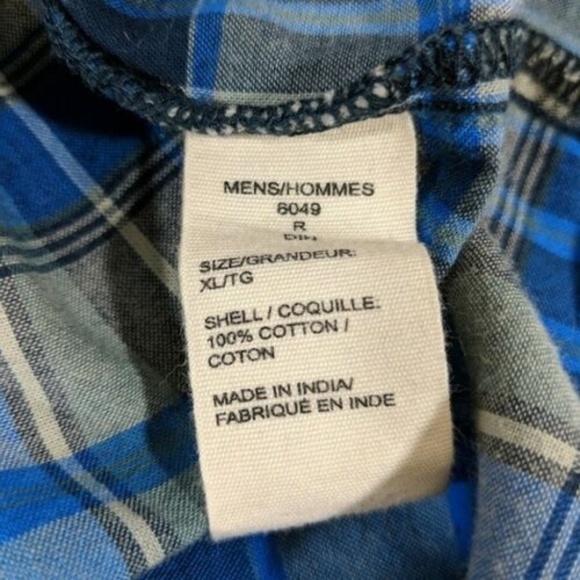 MENS/HOMMES
6049
R
SIZE/GRANDEUR:
XL/TG
SHELL / COQUILLE:
100% COTTON /
COTON
MADE IN INDIA/
FABRIQUÉ EN INDE